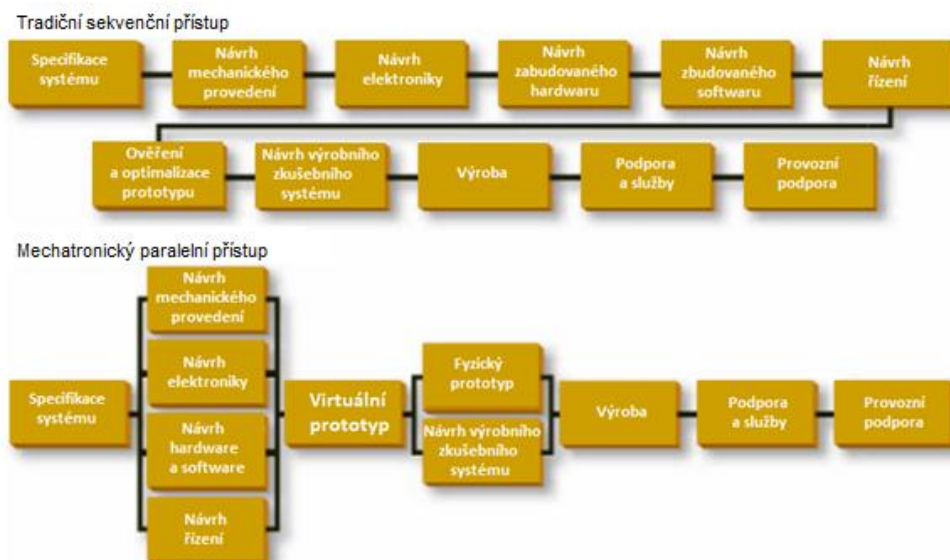 Tradiční sekvenční přístup
Specifikace
systému
Návrh
mechanického
provedení
Návrh
elektroniky
Návrh
zabudovaného
hardwaru
Návrh
zbudovaného
softwaru
Návrh
řízení
Ověření
a optimalizace
prototypu
Návrh výrobního
zkušebního
systému
Výroba
Podpora
a služby
Provozní
podpora
Mechatronický paralelní přístup
Specifikace
systému
Návrh
mechanického
provedení
Návrh
elektroniky
Návrh
hardware
a software
Návrh
řízení
Virtuální
prototyp
Fyzický
prototyp
Návrh výrobního
zkušebního
systému
Výroba
Podpora
a služby
Provozní
podpora